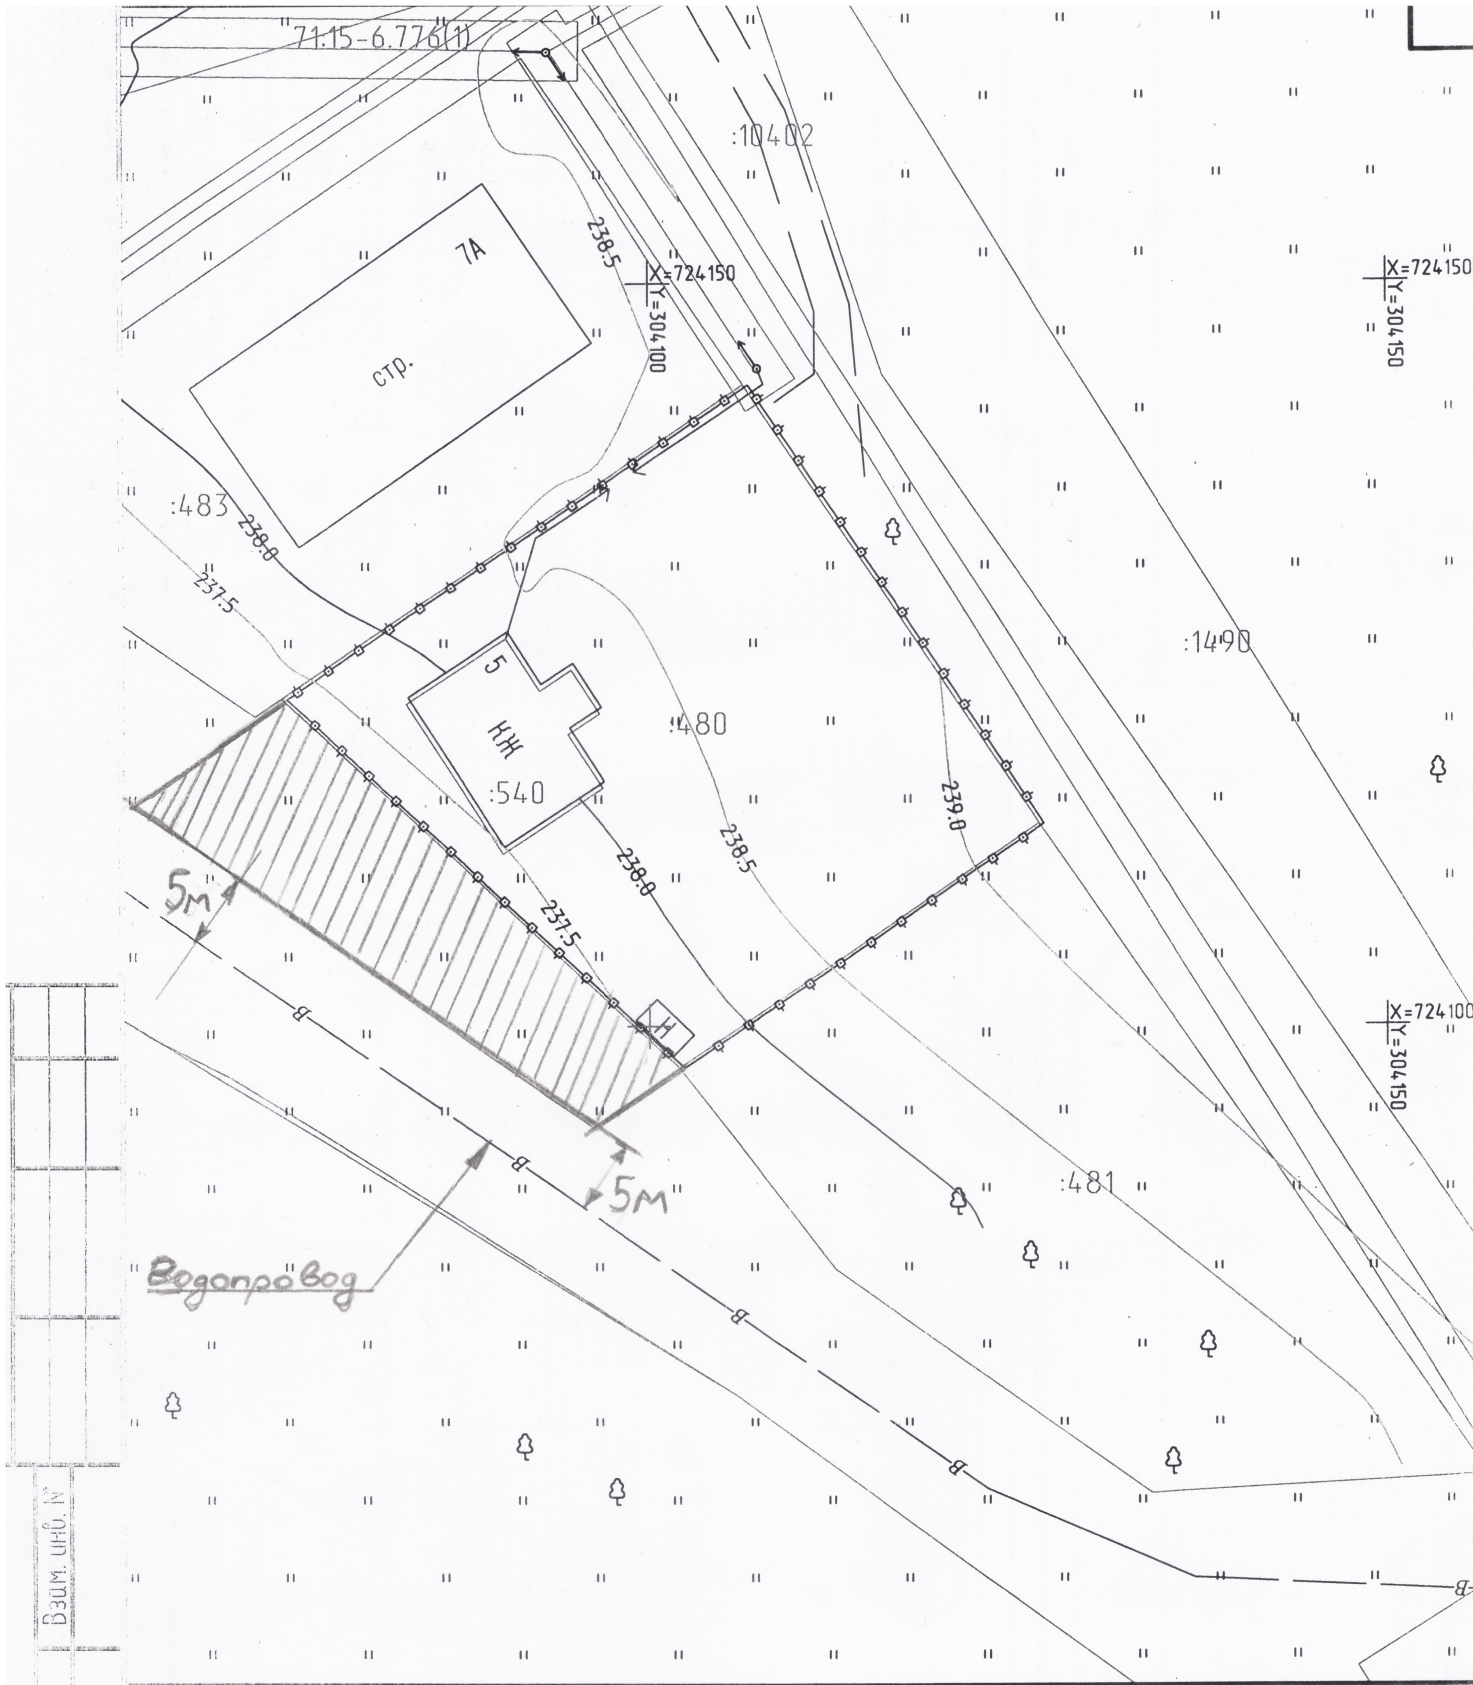 71.15-6.776(1)
:10402
7А
238.5
X=724150
Y=304100
X=724150
Y=304150
стр.
:483
238.0
237.5
:1490
5
КЖ
:480
:540
239.0
238.5
238.0
5м
237.5
Н
В
X=724100
Y=304150
В
5м
:481
Водопровод
В
В
Взам. инв. №
В